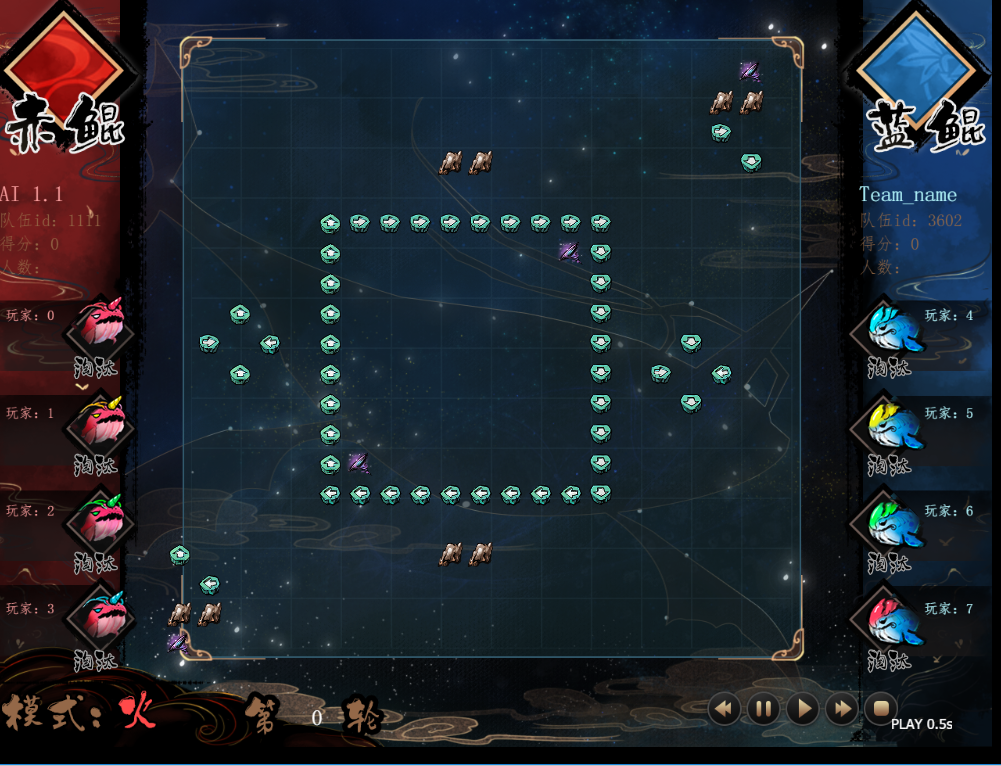 赤鲲
AI 1.1
队伍id: 1111
得分: 0
人数:
玩家: 0
淘汰
玩家: 1
淘汰
玩家: 2
淘汰
玩家: 3
淘汰
蓝鲲
Team_name
队伍id: 3602
得分: 0
人数:
玩家: 4
淘汰
玩家: 5
淘汰
玩家: 6
淘汰
玩家: 7
淘汰
模式: 火 第 0 轮
PLAY 0.5s